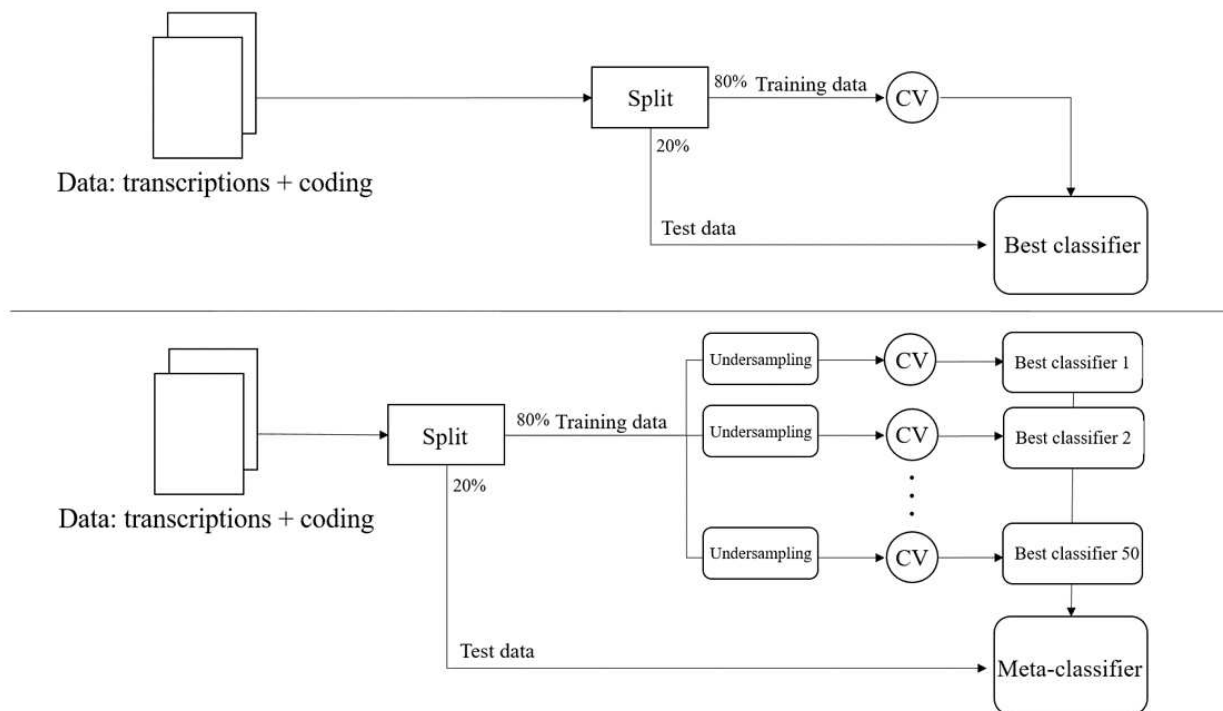 80% Training data
CV
Split
20%
Data: transcriptions + coding
Test data
Best classifier
Undersampling
CV
Best classifier 1
80% Training data
Undersampling
CV
Best classifier 2
Split
20%
Data: transcriptions + coding
Undersampling
CV
Best classifier 50
Test data
Meta-classifier